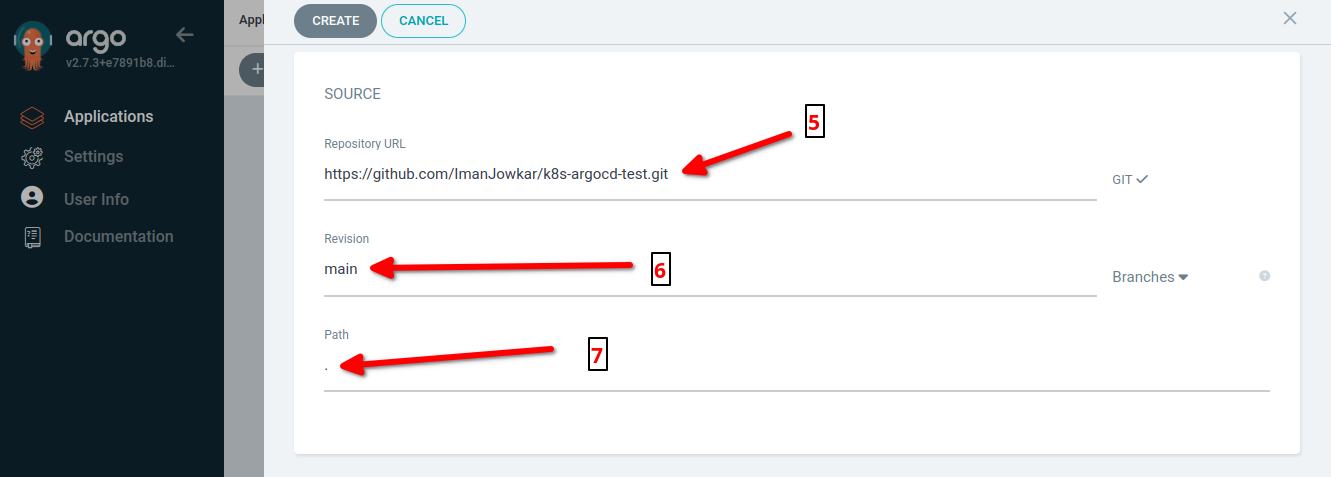 argo
v2.7.3+e7891b8.di...
Applications
Settings
User Info
Documentation
Appl
+
CREATE
CANCEL
SOURCE
5
Repository URL
https://github.com/ImanJowkar/k8s-argocd-test.git
GIT
Revision
main
6
Branches
?
Path
.
7